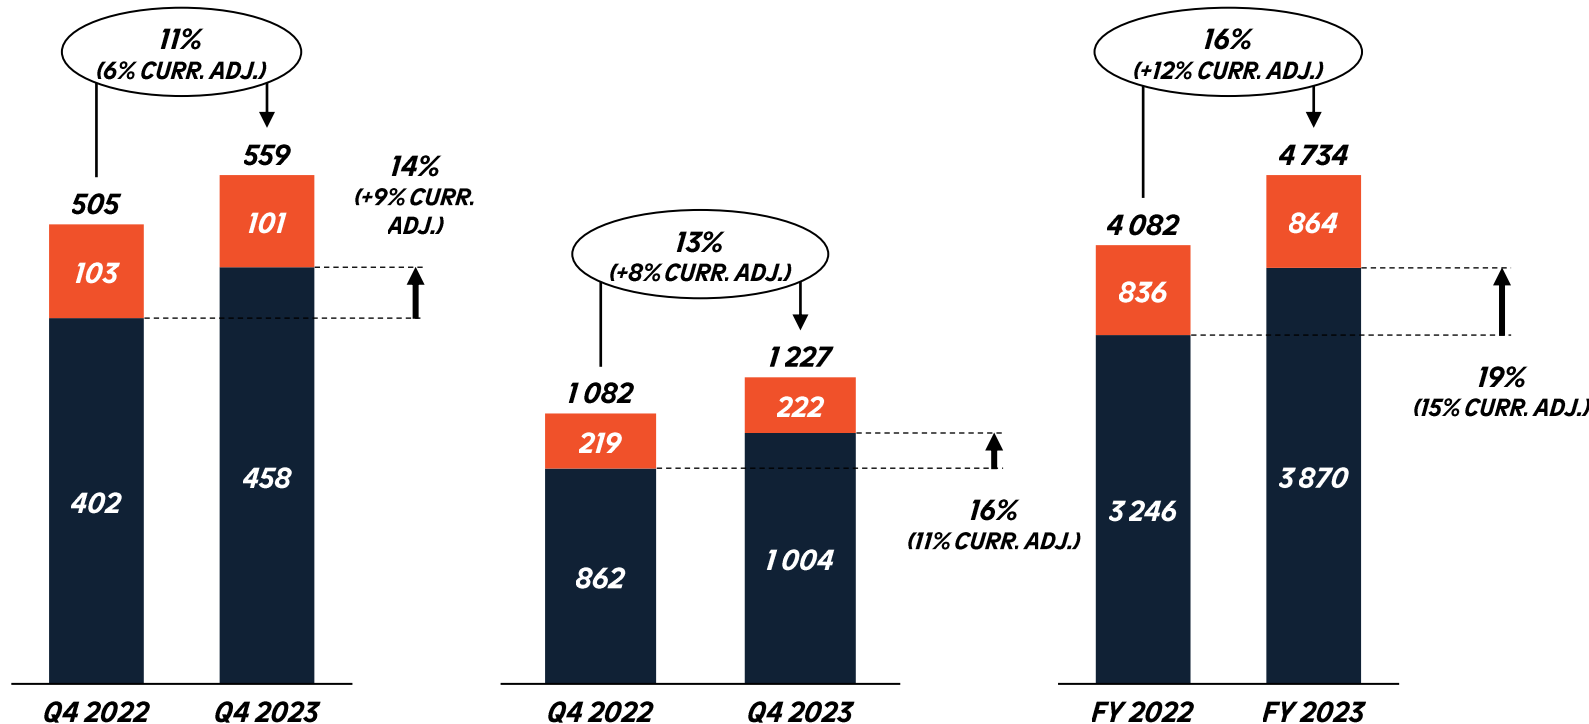 11%
(6% CURR. ADJ.)
505
103
402
559
101
458
14%
(+9% CURR.
ADJ.)
Q4 2022
Q4 2023
13%
(+8% CURR. ADJ.)
1 082
219
862
1 227
222
1 004
16%
(11% CURR. ADJ.)
Q4 2022
Q4 2023
16%
(+12% CURR. ADJ.)
4 082
836
3 246
4 734
864
3 870
19%
(15% CURR. ADJ.)
FY 2022
FY 2023